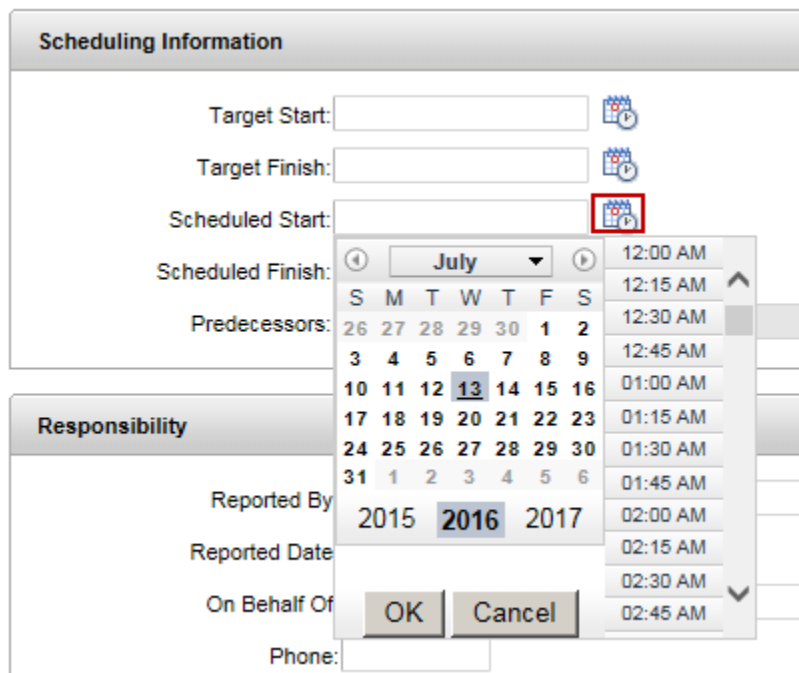 Scheduling Information
Target Start:
Target Finish:
Scheduled Start:
Scheduled Finish:
Predecessors:
July
S M T W T F S
26 27 28 29 30 1 2
3 4 5 6 7 8 9
10 11 12 13 14 15 16
17 18 19 20 21 22 23
24 25 26 27 28 29 30
31 1 2 3 4 5 6
2015 2016 2017
OK Cancel
12:00 AM
12:15 AM
12:30 AM
12:45 AM
01:00 AM
01:15 AM
01:30 AM
01:45 AM
02:00 AM
02:15 AM
02:30 AM
02:45 AM
Responsibility
Reported By
Reported Date
On Behalf Of
Phone: